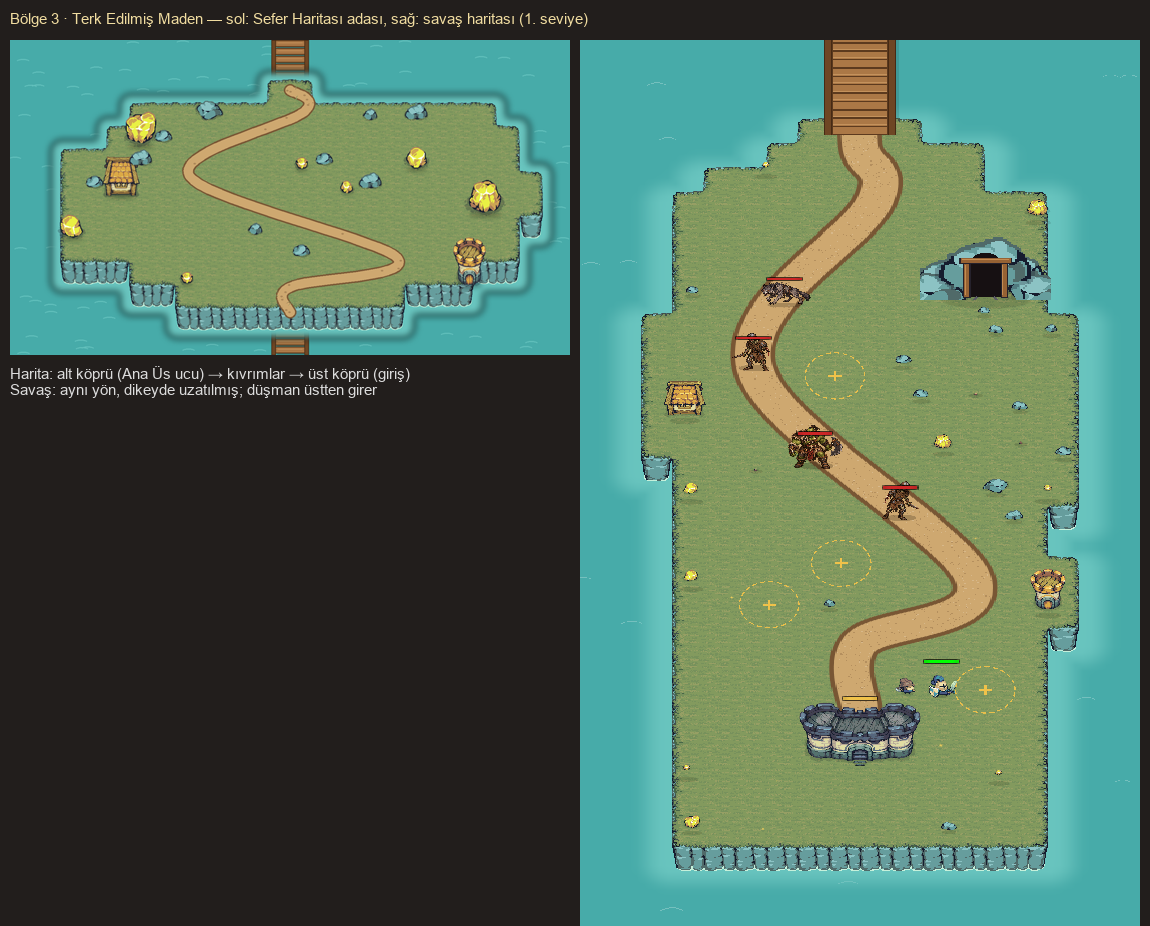 Bölge 3 · Terk Edilmiş Maden — sol: Sefer Haritası adası, sağ: savaş haritası (1. seviye)
Harita: alt köprü (Ana Üs ucu) → kıvrımlar → üst köprü (giriş)
Savaş: aynı yön, dikeyde uzatılmış; düşman üstten girer